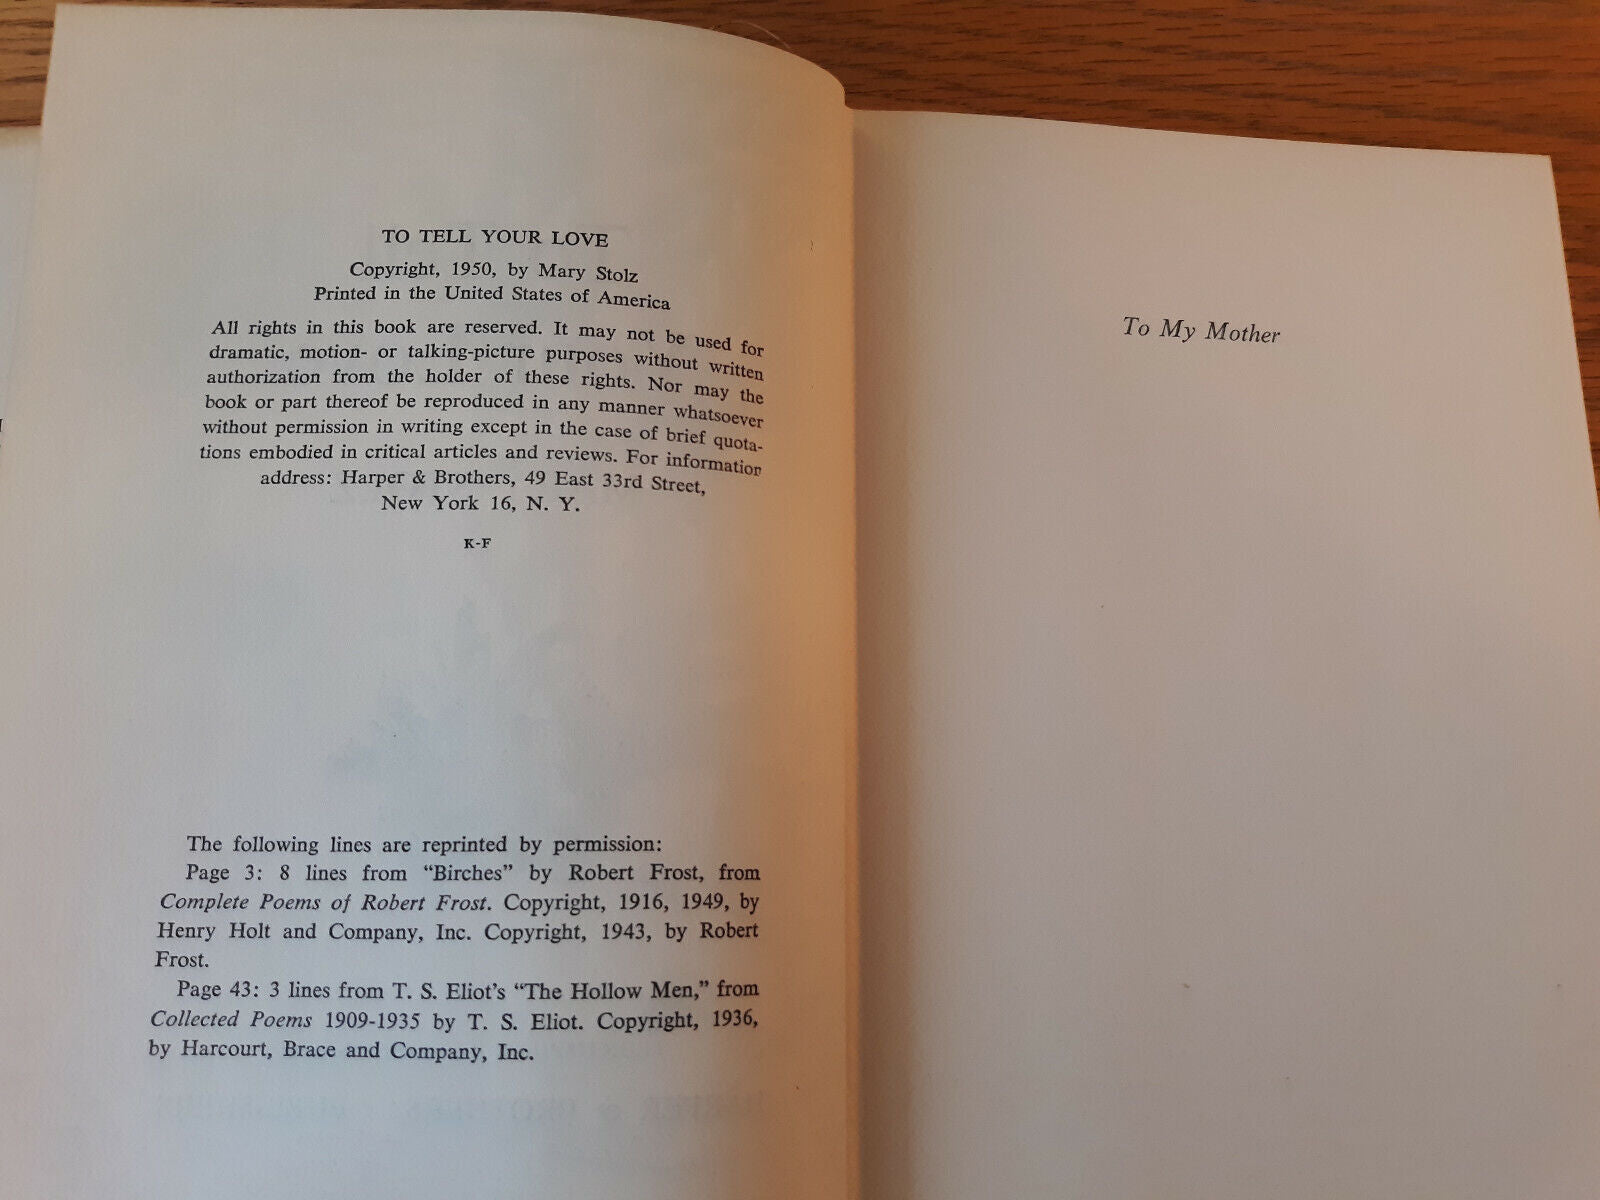 TO TELL YOUR LOVE
Copyright, 1950, by Mary Stolz
Printed in the United States of America
All rights in this book are reserved. It may not be used for
dramatic, motion- or talking-picture purposes without written
authorization from the holder of these rights. Nor may the
book or part thereof be reproduced in any manner whatsoever
without permission in writing except in the case of brief quota-
tions embodied in critical articles and reviews. For information
address: Harper & Brothers, 49 East 33rd Street,
New York 16, N. Y.
K-F
The following lines are reprinted by permission:
Page 3: 8 lines from “Birches” by Robert Frost, from
Complete Poems of Robert Frost. Copyright, 1916, 1949, by
Henry Holt and Company, Inc. Copyright, 1943, by Robert
Frost.
Page 43: 3 lines from T. S. Eliot’s “The Hollow Men,” from
Collected Poems 1909-1935 by T. S. Eliot. Copyright, 1936,
by Harcourt, Brace and Company, Inc.
To My Mother